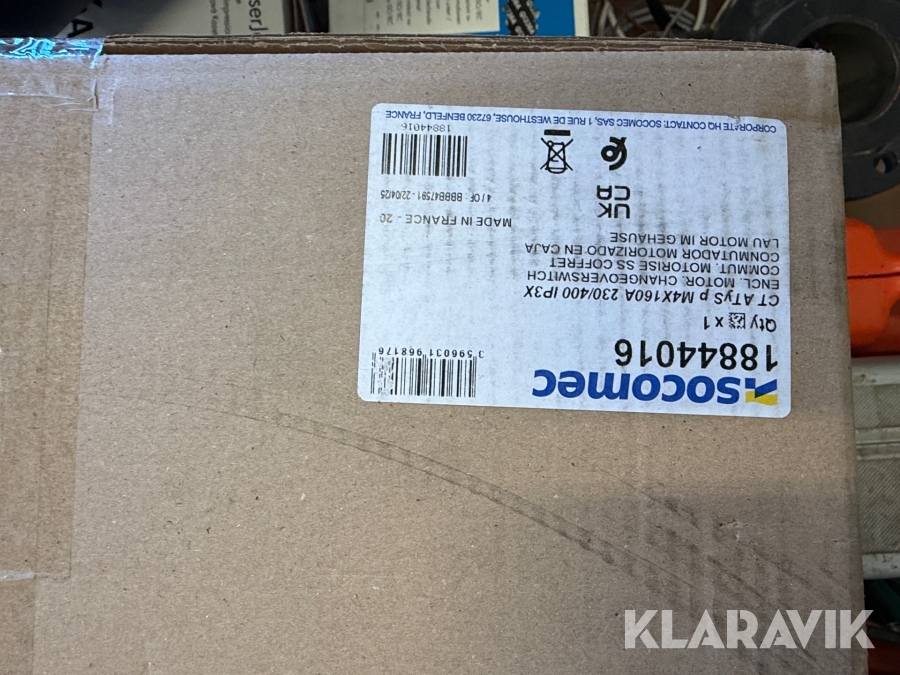 socomec
18844016
Qty x 1
CT ATyS p M4X160A 230/400 IP3X
ENCL. MOTOR. CHANGEOVERSWITCH
COMMUT. MOTORISE SS COFFRET
CONMUTADOR MOTORIZADO EN CAJA
LAU MOTOR IM GEHAUSE
3 596031 968176
UK
CA
MADE IN FRANCE - 20
4 / OF : BBBB47591 - 22/04/25
18844016
CORPORATE HQ CONTACT: SOCOMEC SAS, 1 RUE DE WESTHOUSE, 67230 BENFELD, FRANCE
KLARAVIK